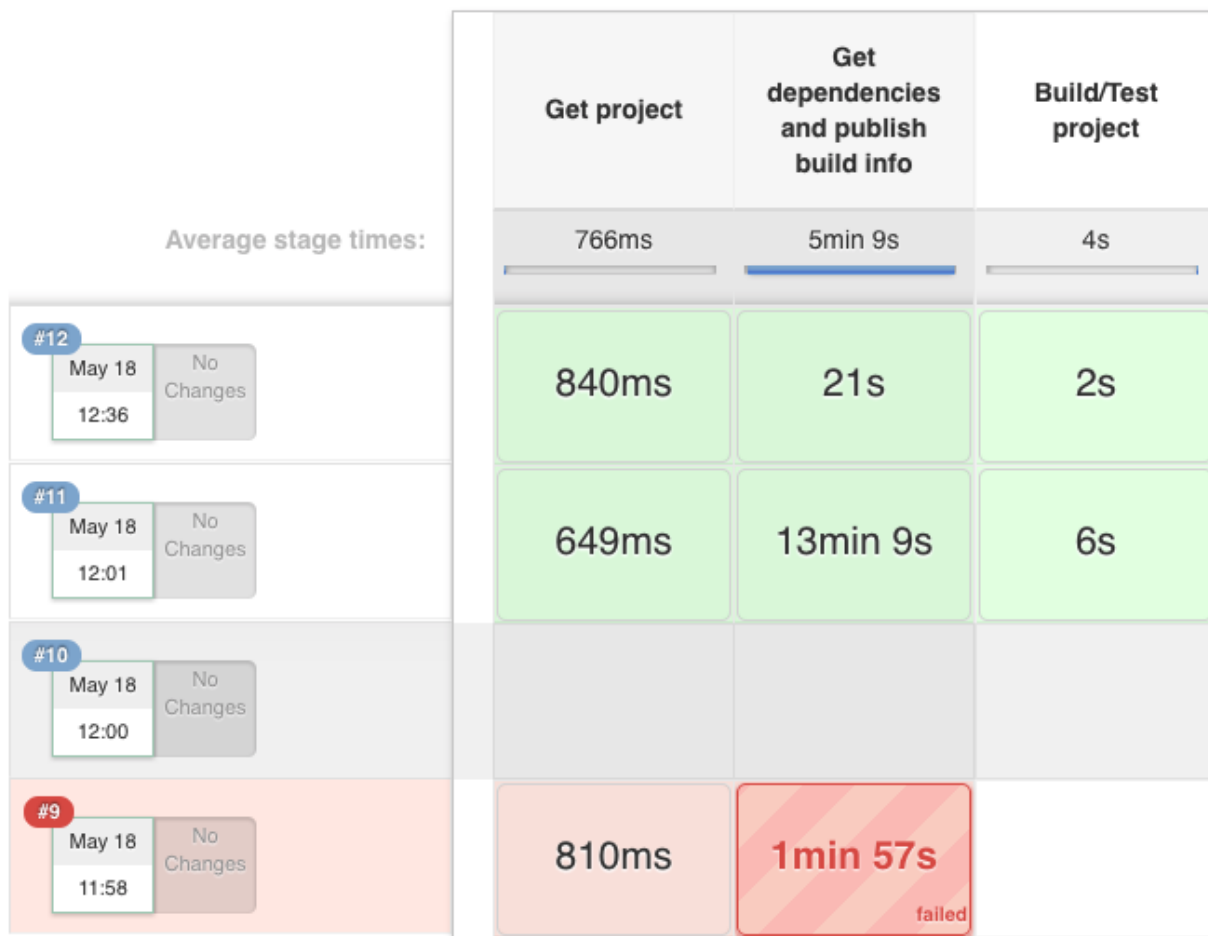 Get project
Get
dependencies
and publish
build info
Build/Test
project
Average stage times:
766ms
5min 9s
4s
#12
May 18
12:36
No
Changes
840ms
21s
2s
#11
May 18
12:01
No
Changes
649ms
13min 9s
6s
#10
May 18
12:00
No
Changes
#9
May 18
11:58
No
Changes
810ms
1min 57s
failed